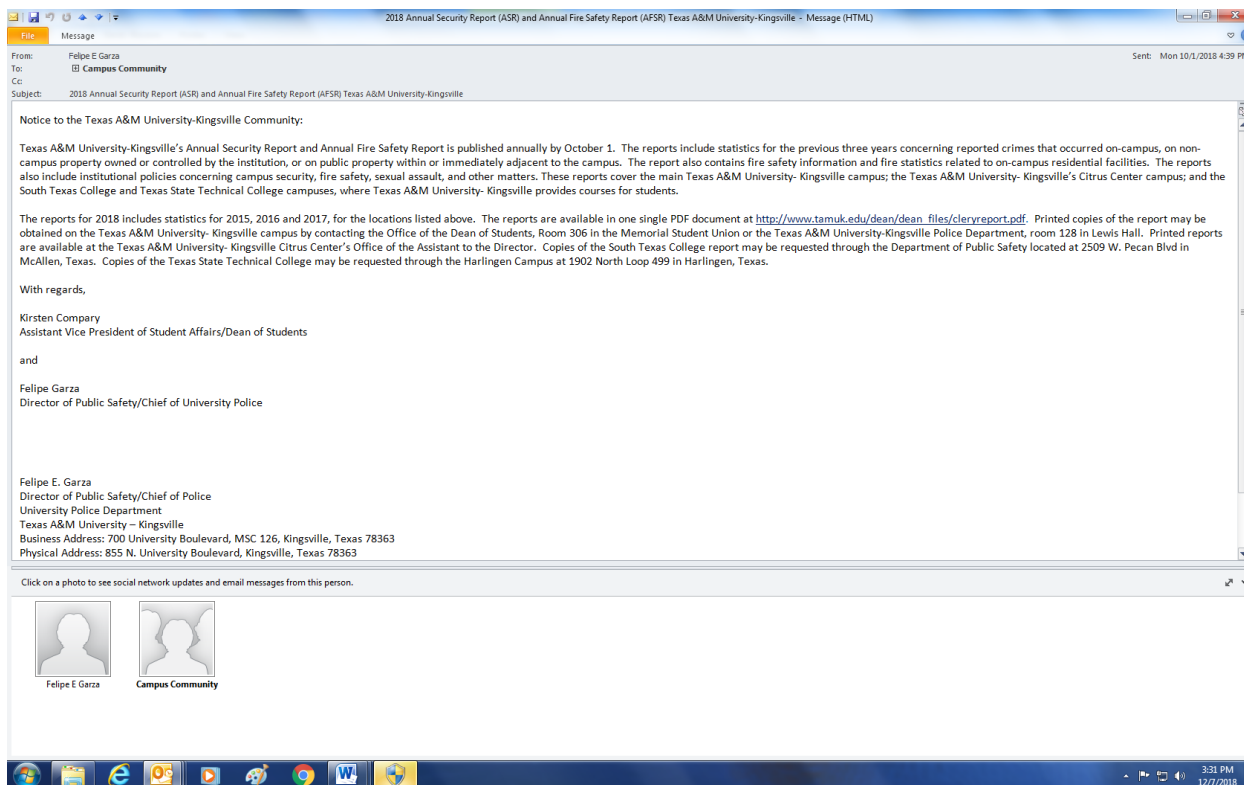 2018 Annual Security Report (ASR) and Annual Fire Safety Report (AFSR) Texas A&M University-Kingsville - Message (HTML)
File Message
From: Felipe E Garza
Sent: Mon 10/1/2018 4:39 PM
To: Campus Community
Cc:
Subject: 2018 Annual Security Report (ASR) and Annual Fire Safety Report (AFSR) Texas A&M University-Kingsville
Notice to the Texas A&M University-Kingsville Community:
Texas A&M University-Kingsville's Annual Security Report and Annual Fire Safety Report is published annually by October 1. The reports include statistics for the previous three years concerning reported crimes that occurred on-campus, on non-
campus property owned or controlled by the institution, or on public property within or immediately adjacent to the campus. The report also contains fire safety information and fire statistics related to on-campus residential facilities. The reports
also include institutional policies concerning campus security, fire safety, sexual assault, and other matters. These reports cover the main Texas A&M University- Kingsville campus; the Texas A&M University- Kingsville's Citrus Center campus; and the
South Texas College and Texas State Technical College campuses, where Texas A&M University- Kingsville provides courses for students.
The reports for 2018 includes statistics for 2015, 2016 and 2017, for the locations listed above. The reports are available in one single PDF document at http://www.tamuk.edu/dean/dean_files/cleryreport.pdf. Printed copies of the report may be
obtained on the Texas A&M University- Kingsville campus by contacting the Office of the Dean of Students, Room 306 in the Memorial Student Union or the Texas A&M University-Kingsville Police Department, room 128 in Lewis Hall. Printed reports
are available at the Texas A&M University- Kingsville Citrus Center's Office of the Assistant to the Director. Copies of the South Texas College report may be requested through the Department of Public Safety located at 2509 W. Pecan Blvd in
McAllen, Texas. Copies of the Texas State Technical College may be requested through the Harlingen Campus at 1902 North Loop 499 in Harlingen, Texas.
With regards,
Kirsten Compary
Assistant Vice President of Student Affairs/Dean of Students
and
Felipe Garza
Director of Public Safety/Chief of University Police
Felipe E. Garza
Director of Public Safety/Chief of Police
University Police Department
Texas A&M University – Kingsville
Business Address: 700 University Boulevard, MSC 126, Kingsville, Texas 78363
Physical Address: 855 N. University Boulevard, Kingsville, Texas 78363
Click on a photo to see social network updates and email messages from this person.
Felipe E Garza
Campus Community
3:31 PM
12/7/2018